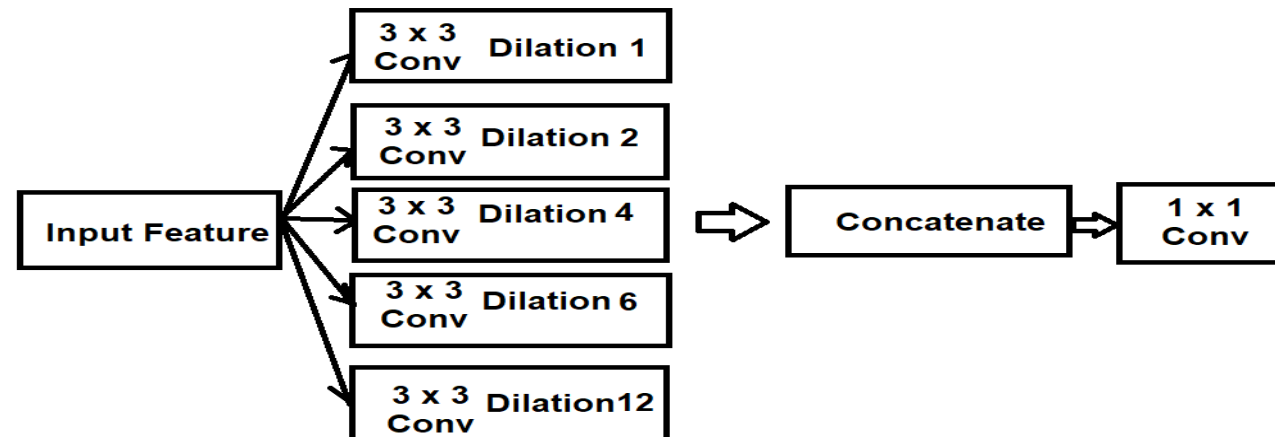 Input Feature
3 x 3
Conv
Dilation 1
3 x 3
Conv
Dilation 2
3 x 3
Conv
Dilation 4
3 x 3
Conv
Dilation 6
3 x 3
Conv
Dilation12
Concatenate
1 x 1
Conv